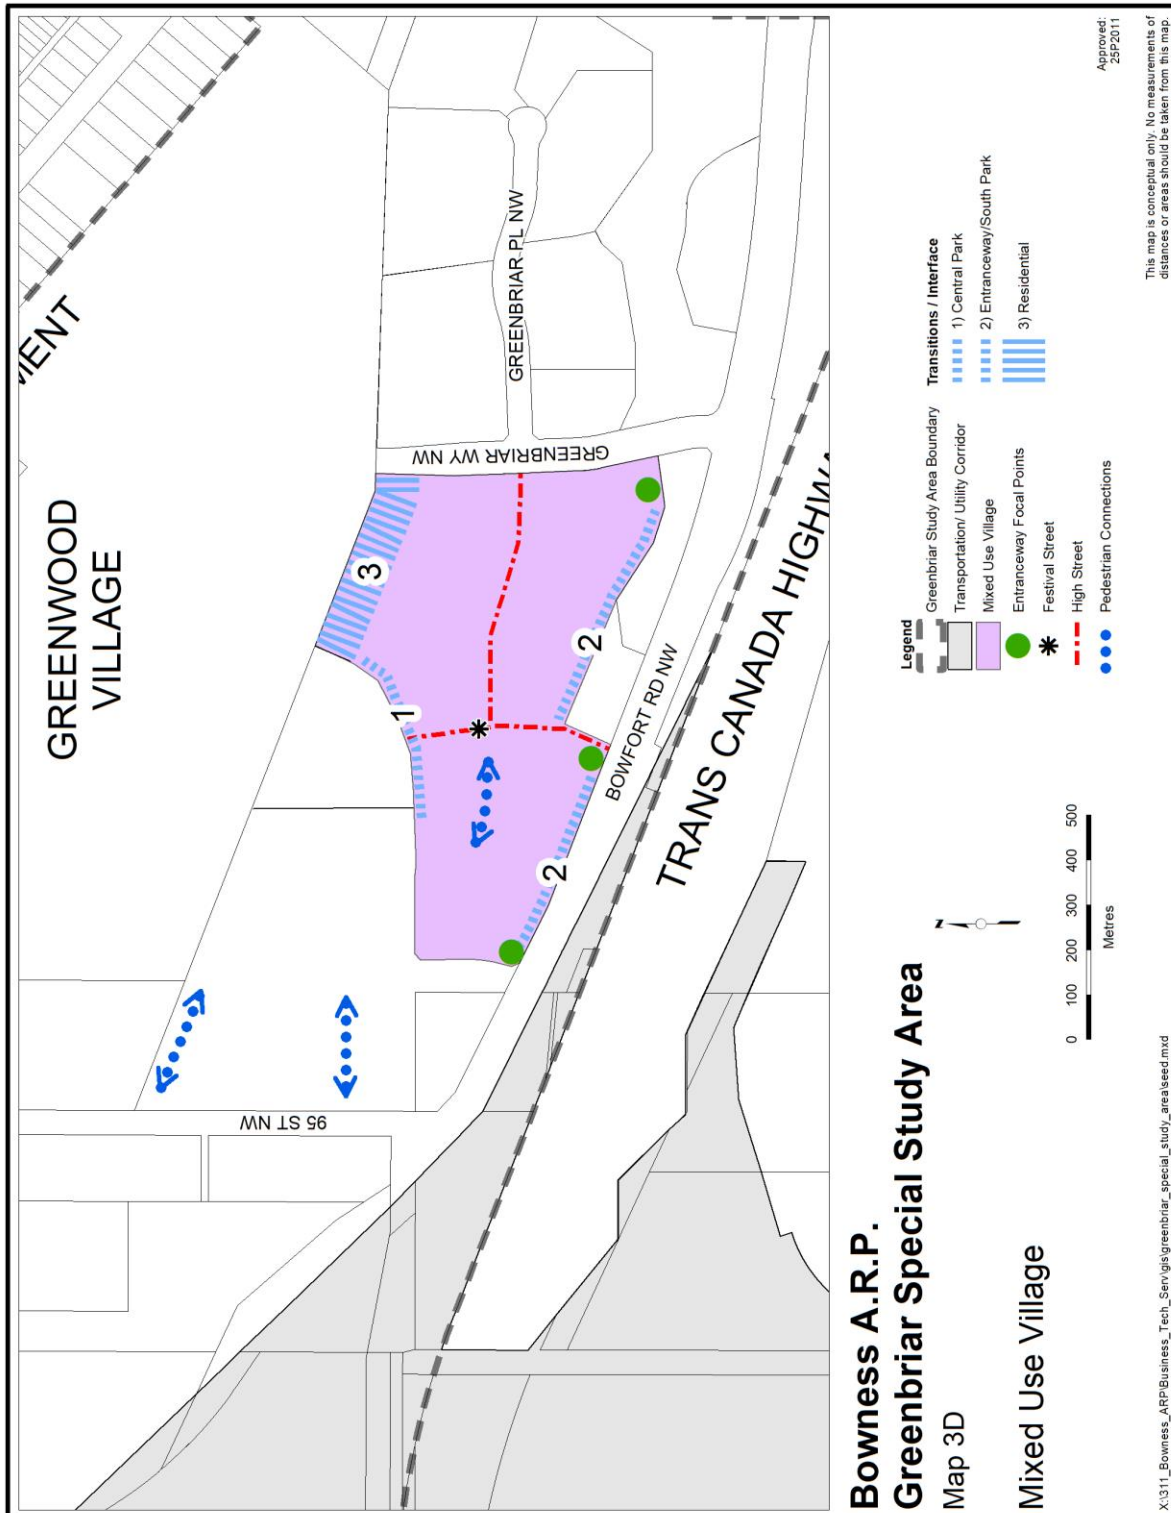 GREENWOOD
VILLAGE
MENT
GREENBRIAR PL NW
GREENBRIAR WY NW
95 ST NW
BOWFORT RD NW
TRANS CANADA HIGHWA
1
2
2
3
Bowness A.R.P.
Greenbriar Special Study Area
Map 3D
Mixed Use Village
N
0 100 200 300 400 500
Metres
Legend
Greenbriar Study Area Boundary
Transportation/ Utility Corridor
Mixed Use Village
Entranceway Focal Points
Festival Street
High Street
Pedestrian Connections
Transitions / Interface
1) Central Park
2) Entranceway/South Park
3) Residential
Approved:
25P2011
This map is conceptual only. No measurements of
distances or areas should be taken from this map.
X:\311_Bowness_ARP\Business_Tech_Serv\gis\greenbriar_special_study_area\seed.mxd